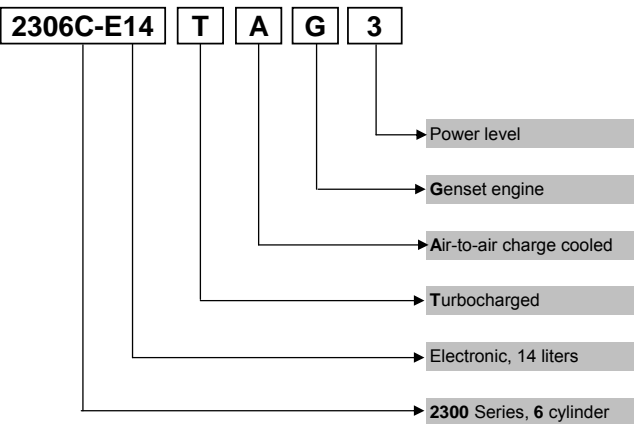 2306C-E14 T A G 3
Power level
Genset engine
Air-to-air charge cooled
Turbocharged
Electronic, 14 liters
2300 Series, 6 cylinder